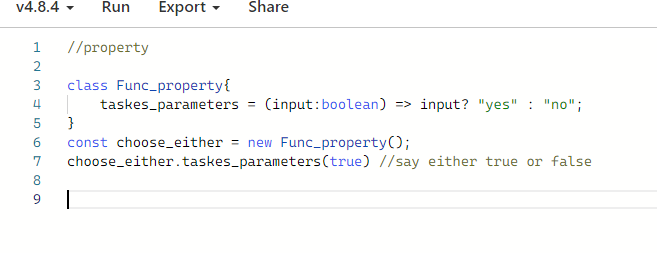 v4.8.4 Run Export Share
1 //property
2
3 class Func_property{
4 taskes_parameters = (input:boolean) => input? "yes" : "no";
5 }
6 const choose_either = new Func_property();
7 choose_either.taskes_parameters(true) //say either true or false
8
9